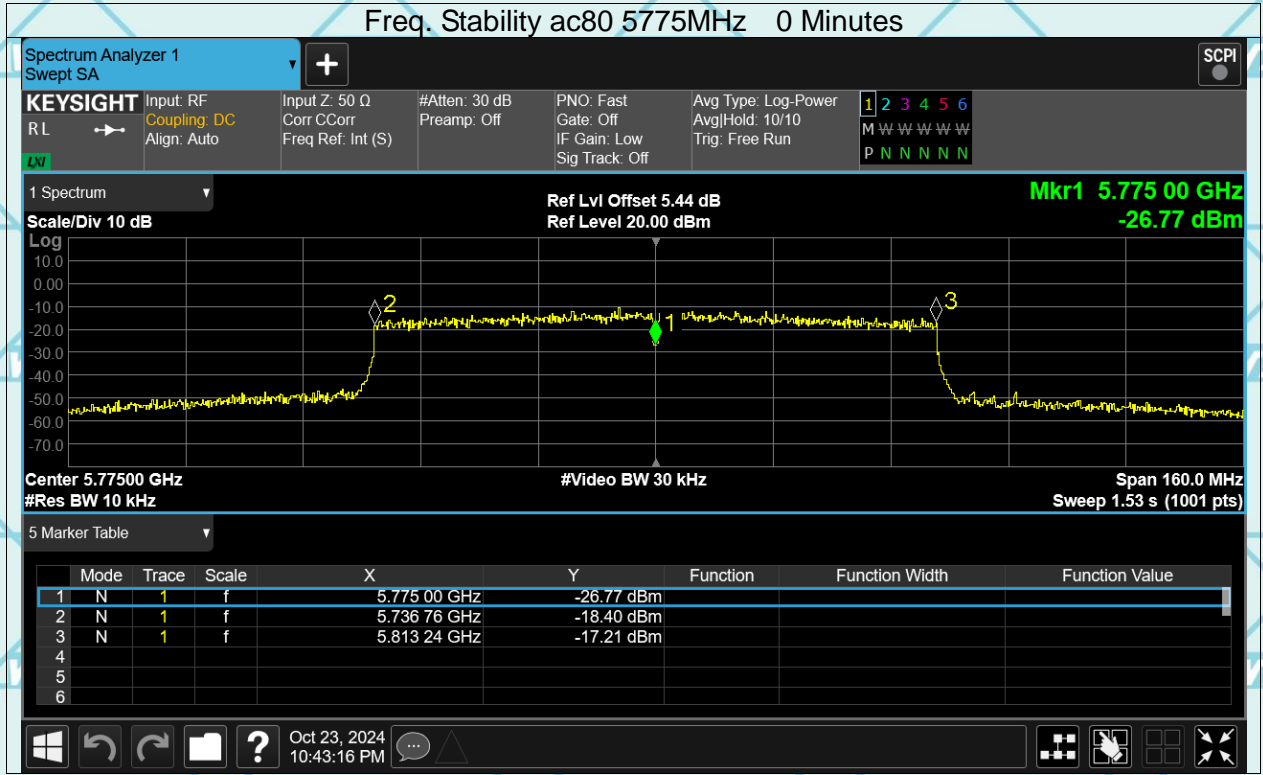 Freq. Stability ac80 5775MHz 0 Minutes
Spectrum Analyzer 1
Swept SA
SCPI
KEYSIGHT
RL
LXI
Input: RF
Coupling: DC
Align: Auto
Input Z: 50 Ω
Corr CCorr
Freq Ref: Int (S)
#Atten: 30 dB
Preamp: Off
PNO: Fast
Gate: Off
IF Gain: Low
Sig Track: Off
Avg Type: Log-Power
Avg|Hold: 10/10
Trig: Free Run
1 2 3 4 5 6
M W W W W W W
P N N N N N N
1 Spectrum
Scale/Div 10 dB
Ref Lvl Offset 5.44 dB
Ref Level 20.00 dBm
Mkr1 5.775 00 GHz
-26.77 dBm
Log
10.0
0.00
-10.0
-20.0
-30.0
-40.0
-50.0
-60.0
-70.0
2
1
3
Center 5.77500 GHz
#Res BW 10 kHz
#Video BW 30 kHz
Span 160.0 MHz
Sweep 1.53 s (1001 pts)
5 Marker Table
Mode Trace Scale X Y Function Function Width Function Value
1 N 1 f 5.775 00 GHz -26.77 dBm
2 N 1 f 5.736 76 GHz -18.40 dBm
3 N 1 f 5.813 24 GHz -17.21 dBm
4
5
6
?
Oct 23, 2024
10:43:16 PM